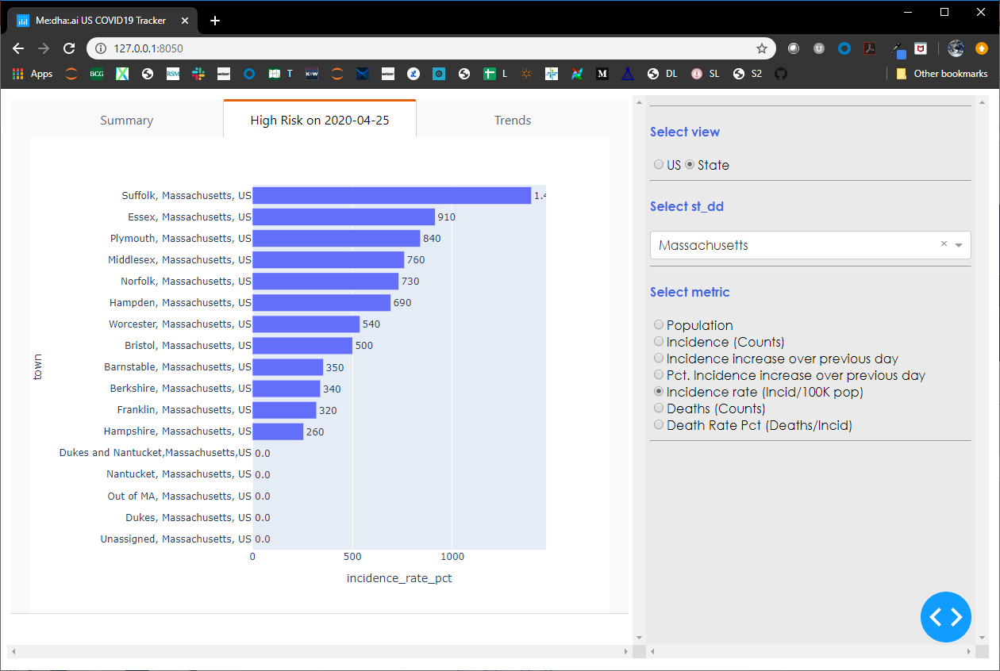 Me:dha:.ai US COVID19 Tracker
127.0.0.1:8050
Apps
BCG
RSM
verizon
T
K&W
verizon
L
M
DL
SL
S2
Other bookmarks
Summary
High Risk on 2020-04-25
Trends
town
Suffolk, Massachusetts, US 1.4
Essex, Massachusetts, US 910
Plymouth, Massachusetts, US 840
Middlesex, Massachusetts, US 760
Norfolk, Massachusetts, US 730
Hampden, Massachusetts, US 690
Worcester, Massachusetts, US 540
Bristol, Massachusetts, US 500
Barnstable, Massachusetts, US 350
Berkshire, Massachusetts, US 340
Franklin, Massachusetts, US 320
Hampshire, Massachusetts, US 260
Dukes and Nantucket,Massachusetts,US 0.0
Nantucket, Massachusetts, US 0.0
Out of MA, Massachusetts, US 0.0
Dukes, Massachusetts, US 0.0
Unassigned, Massachusetts, US 0.0
0 500 1000
incidence_rate_pct
Select view
US State
Select st_dd
Massachusetts
Select metric
Population
Incidence (Counts)
Incidence increase over previous day
Pct. Incidence increase over previous day
Incidence rate (Incid/100K pop)
Deaths (Counts)
Death Rate Pct (Deaths/Incid)